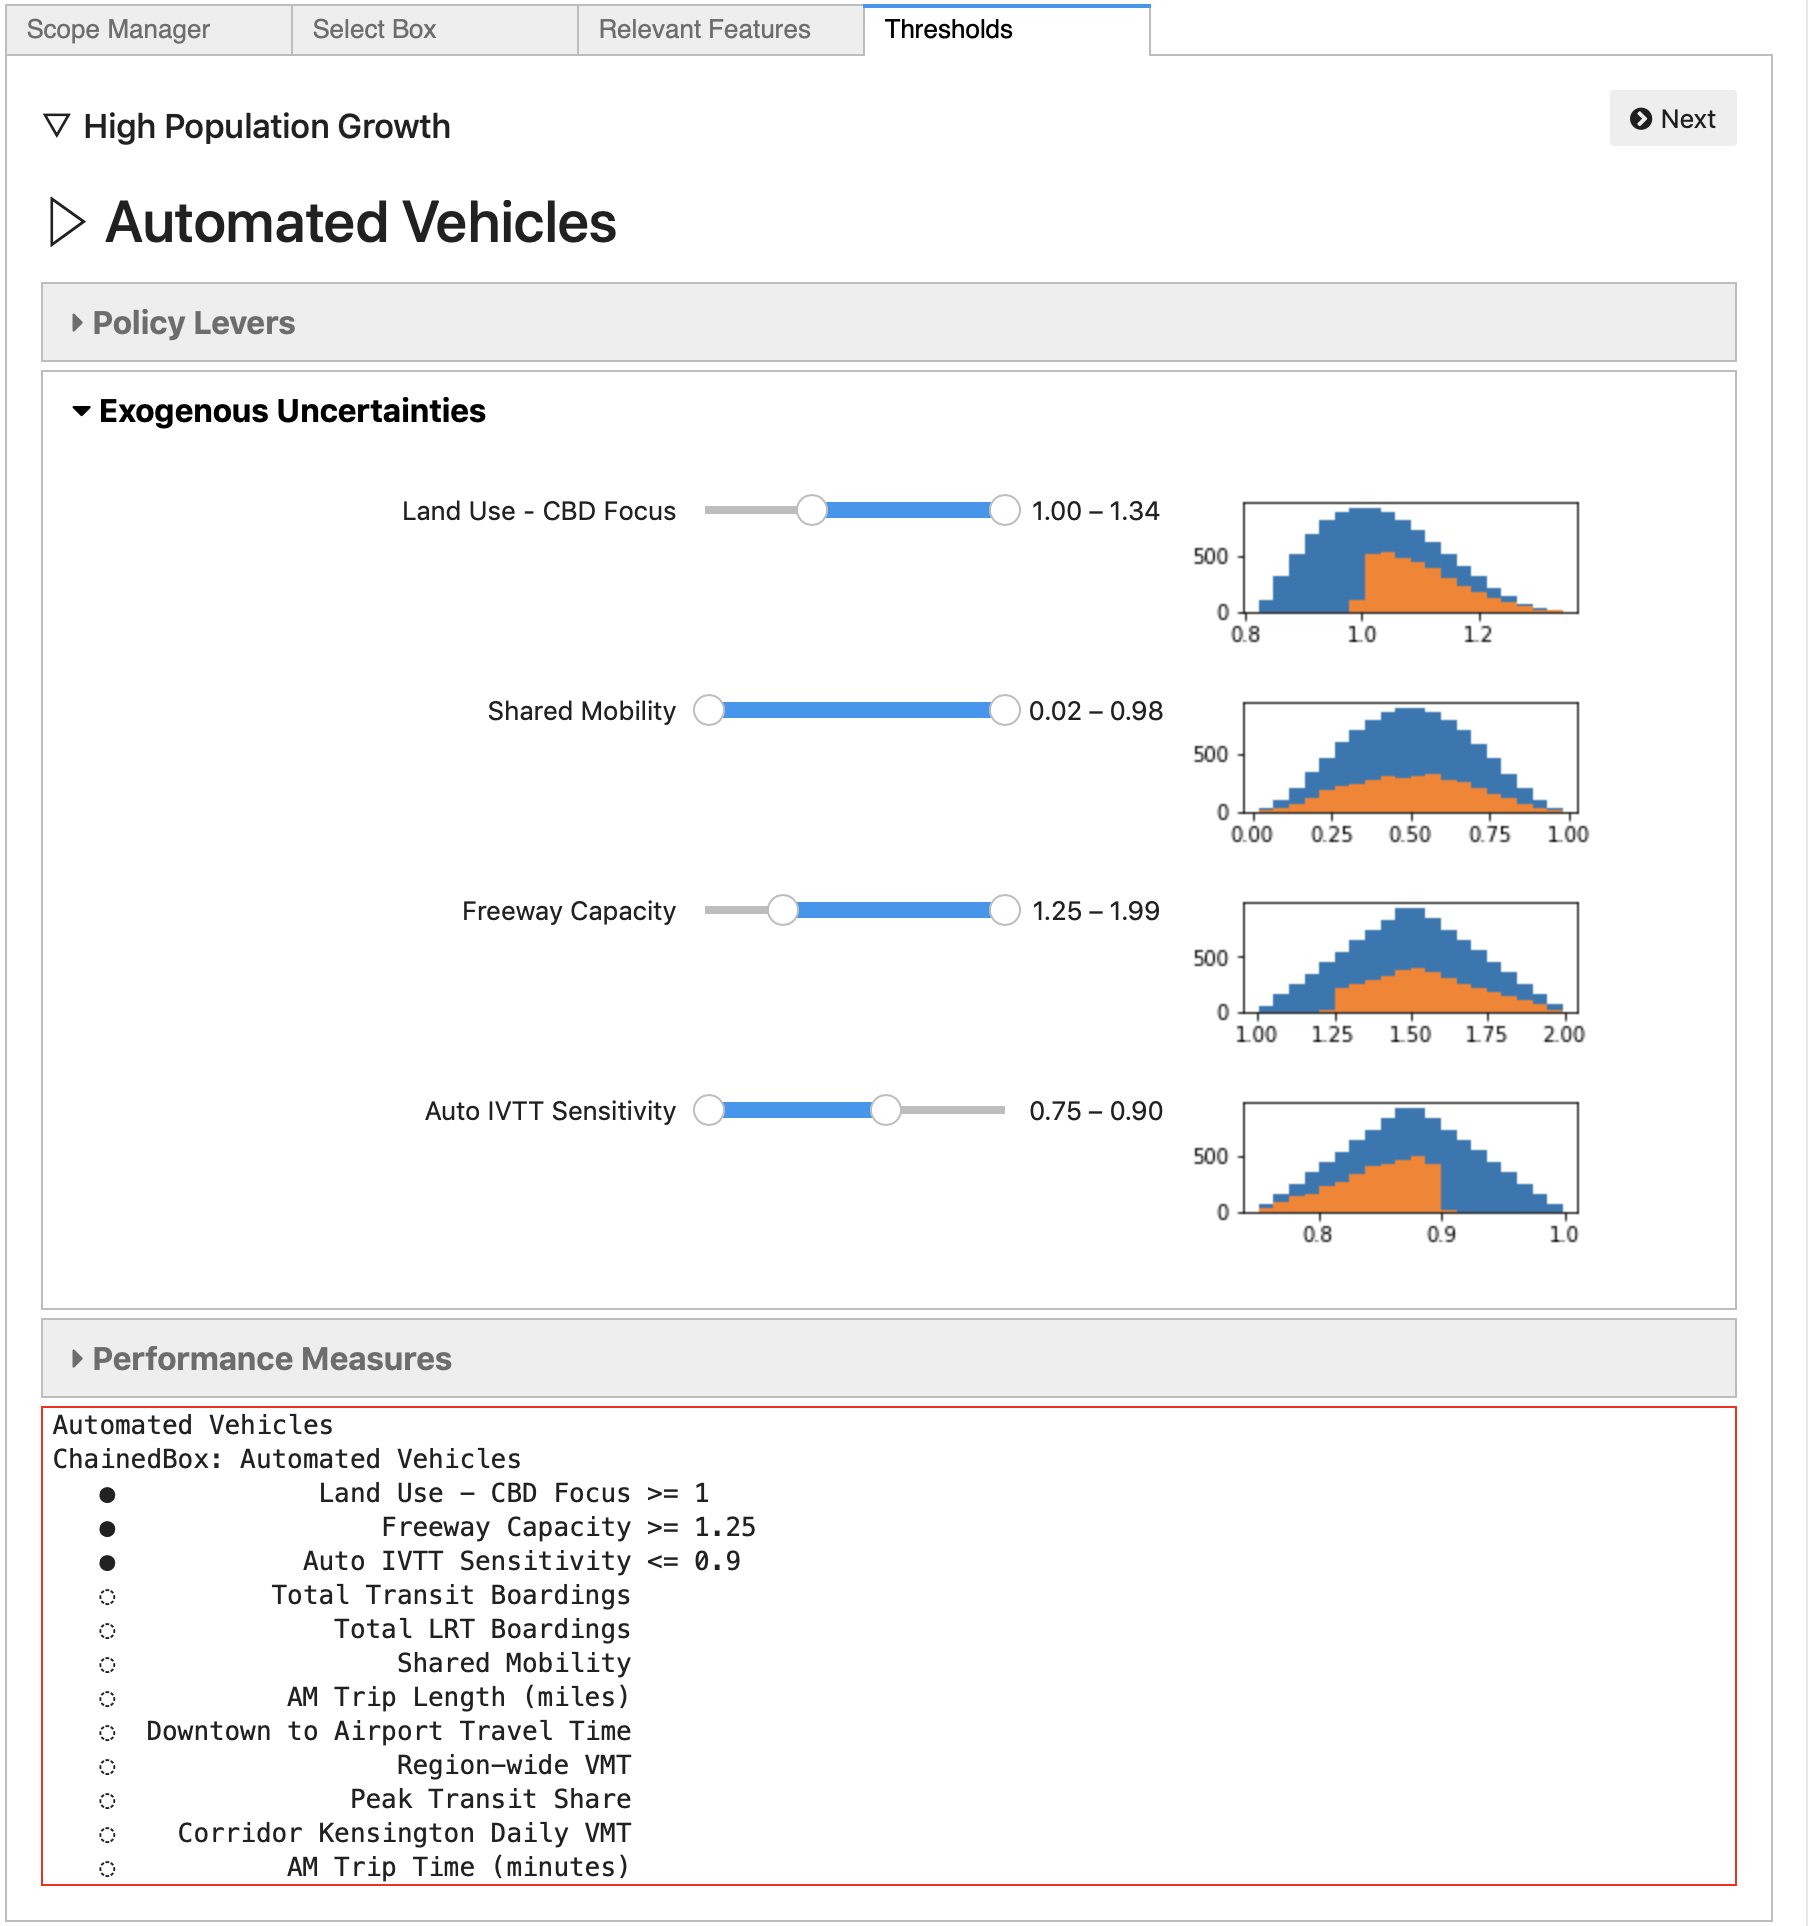 Scope Manager
Select Box
Relevant Features
Thresholds
▽ High Population Growth
Next
▷ Automated Vehicles
Policy Levers
Exogenous Uncertainties
Land Use - CBD Focus 1.00 – 1.34
500
0
0.8 1.0 1.2
Shared Mobility 0.02 – 0.98
500
0
0.00 0.25 0.50 0.75 1.00
Freeway Capacity 1.25 – 1.99
500
0
1.00 1.25 1.50 1.75 2.00
Auto IVTT Sensitivity 0.75 – 0.90
500
0
0.8 0.9 1.0
Performance Measures
Automated Vehicles
ChainedBox: Automated Vehicles
● Land Use - CBD Focus >= 1
● Freeway Capacity >= 1.25
● Auto IVTT Sensitivity <= 0.9
◌ Total Transit Boardings
◌ Total LRT Boardings
◌ Shared Mobility
◌ AM Trip Length (miles)
◌ Downtown to Airport Travel Time
◌ Region-wide VMT
◌ Peak Transit Share
◌ Corridor Kensington Daily VMT
◌ AM Trip Time (minutes)